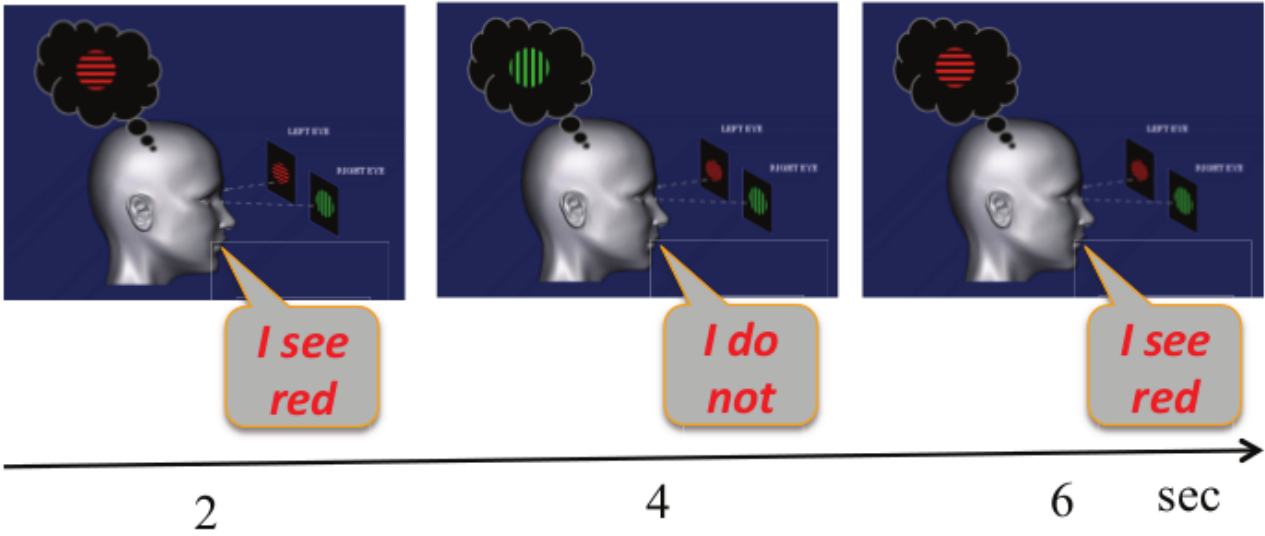 LEFT EYE
RIGHT EYE
LEFT EYE
RIGHT EYE
LEFT EYE
RIGHT EYE
I see
red
I do
not
I see
red
2
4
6
sec